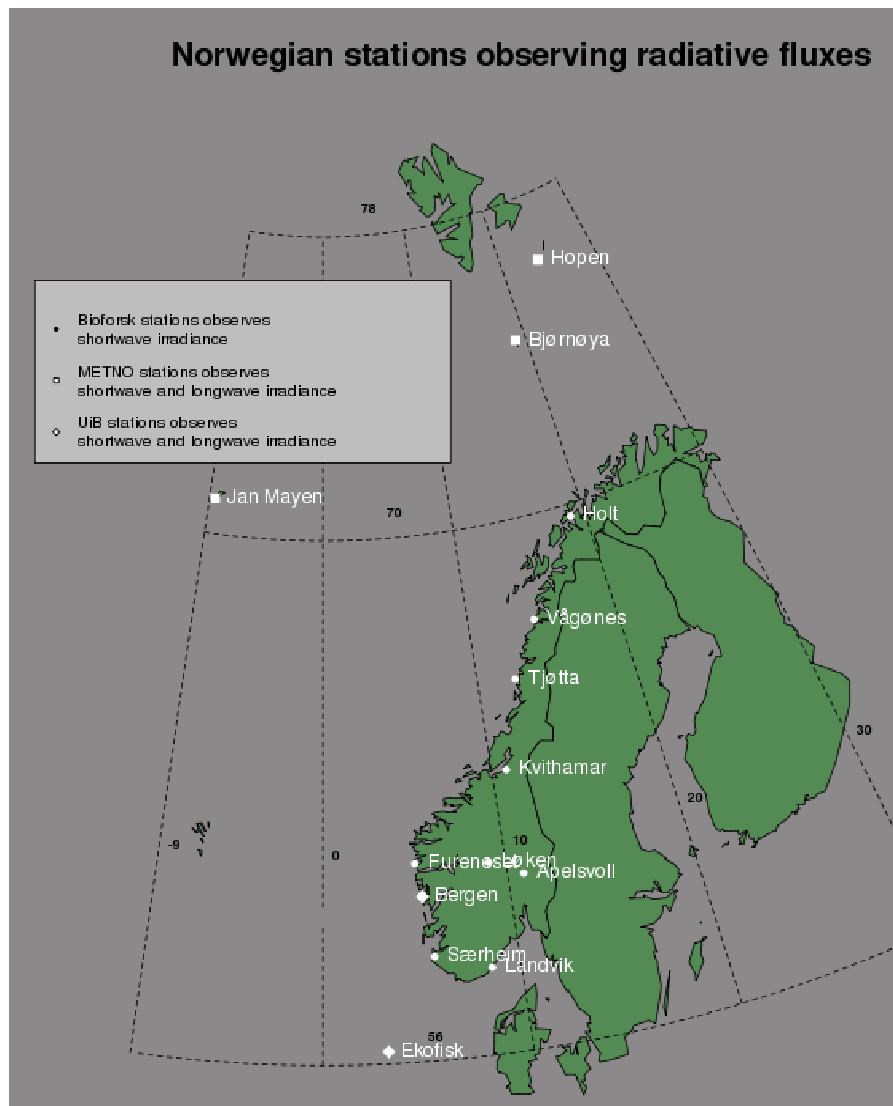 Norwegian stations observing radiative fluxes
78
Hopen
Bioforsk stations observes
shortwave irradiance
Bjørnøya
METNO stations observes
shortwave and longwave irradiance
UiB stations observes
shortwave and longwave irradiance
Jan Mayen
70
Holt
Vågønes
Tjøtta
30
Kvithamar
20
-9
0
10
Fureneset
Løken
Apelsvoll
Bergen
Særheim
Landvik
56
Ekofisk